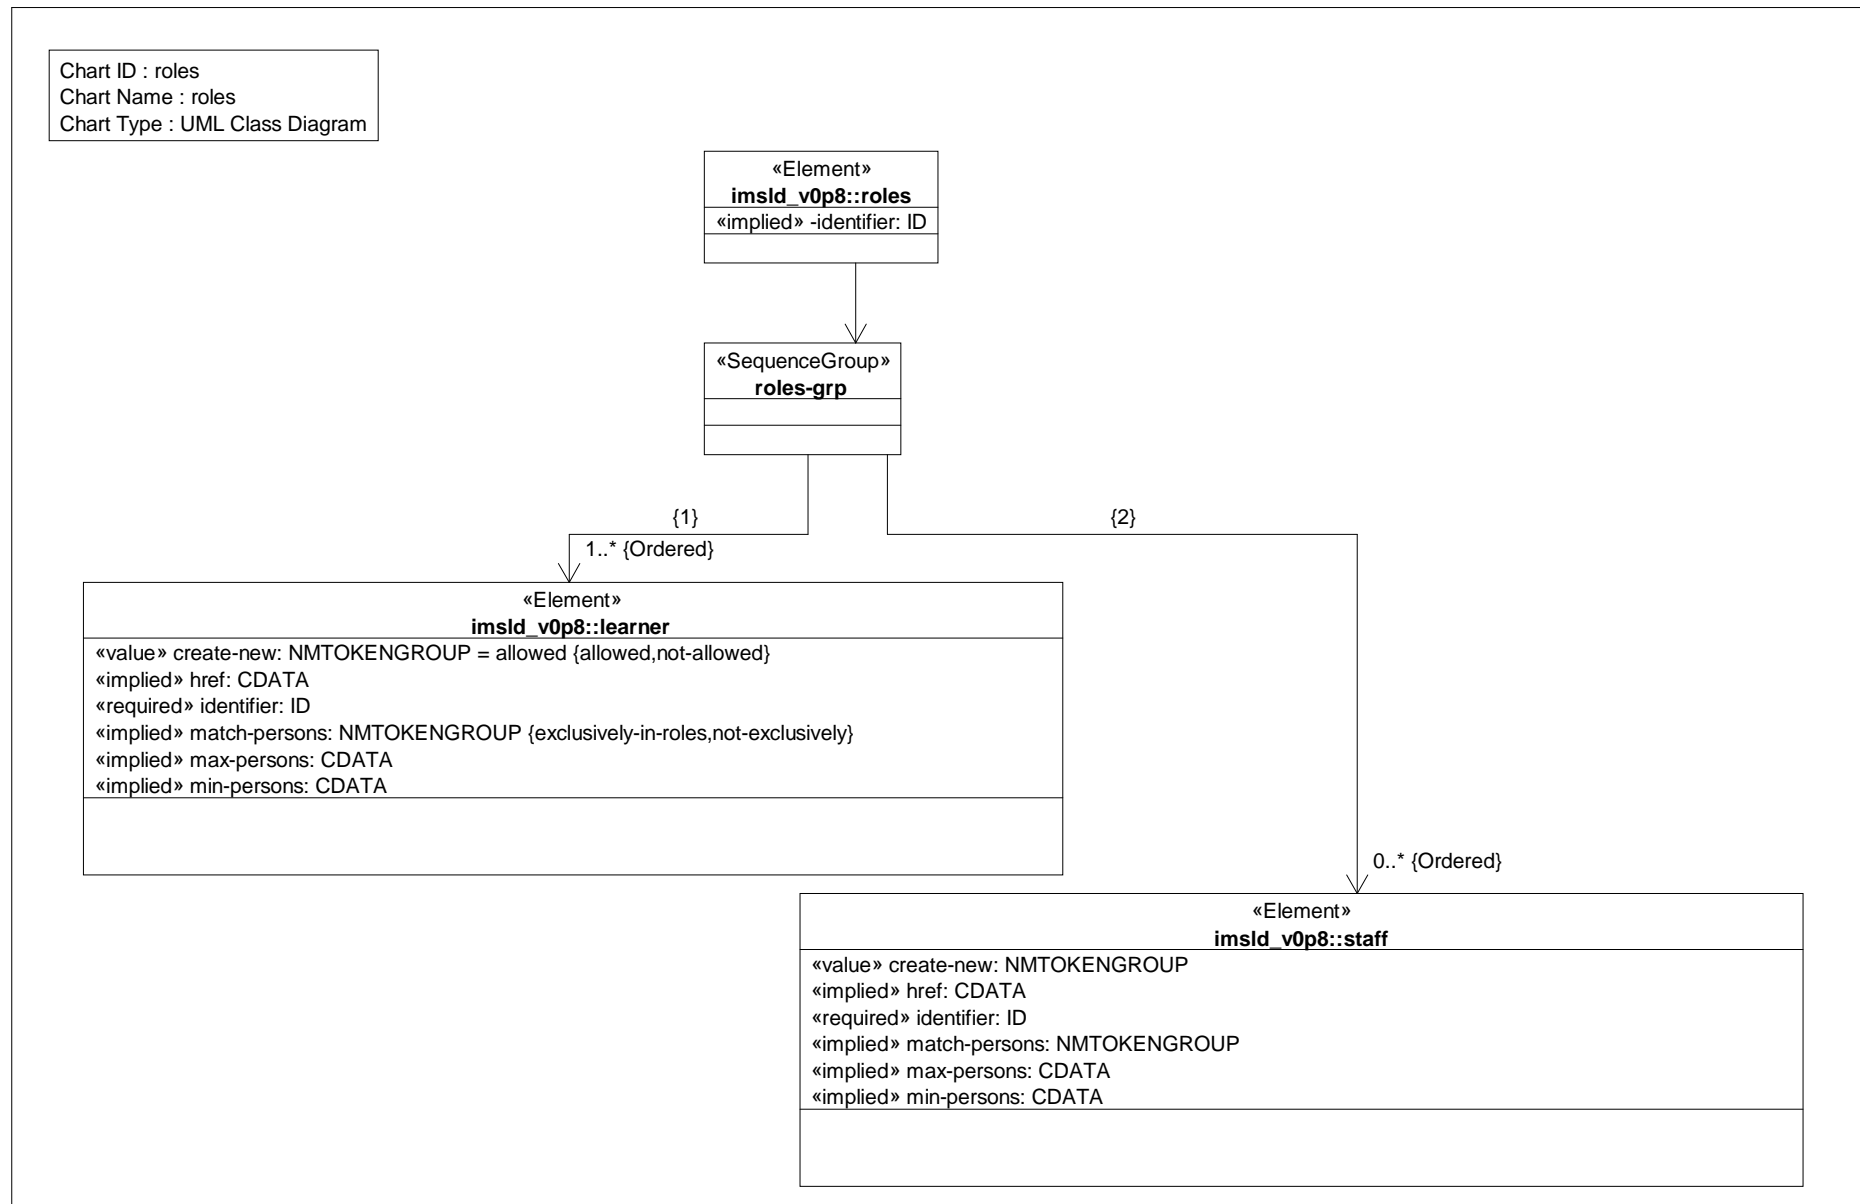 Chart ID : roles
Chart Name : roles
Chart Type : UML Class Diagram
«Element»
imsld_v0p8::roles
«implied» -identifier: ID
«SequenceGroup»
roles-grp
{1}
{2}
1..* {Ordered}
«Element»
imsld_v0p8::learner
«value» create-new: NMTOKENGROUP = allowed {allowed,not-allowed}
«implied» href: CDATA
«required» identifier: ID
«implied» match-persons: NMTOKENGROUP {exclusively-in-roles,not-exclusively}
«implied» max-persons: CDATA
«implied» min-persons: CDATA
0..* {Ordered}
«Element»
imsld_v0p8::staff
«value» create-new: NMTOKENGROUP
«implied» href: CDATA
«required» identifier: ID
«implied» match-persons: NMTOKENGROUP
«implied» max-persons: CDATA
«implied» min-persons: CDATA